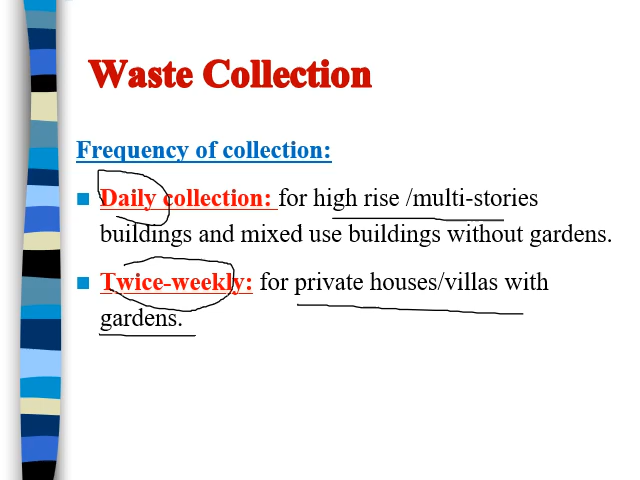 Waste Collection
Frequency of collection:
Daily collection: for high rise /multi-stories
buildings and mixed use buildings without gardens.
Twice-weekly: for private houses/villas with
gardens.